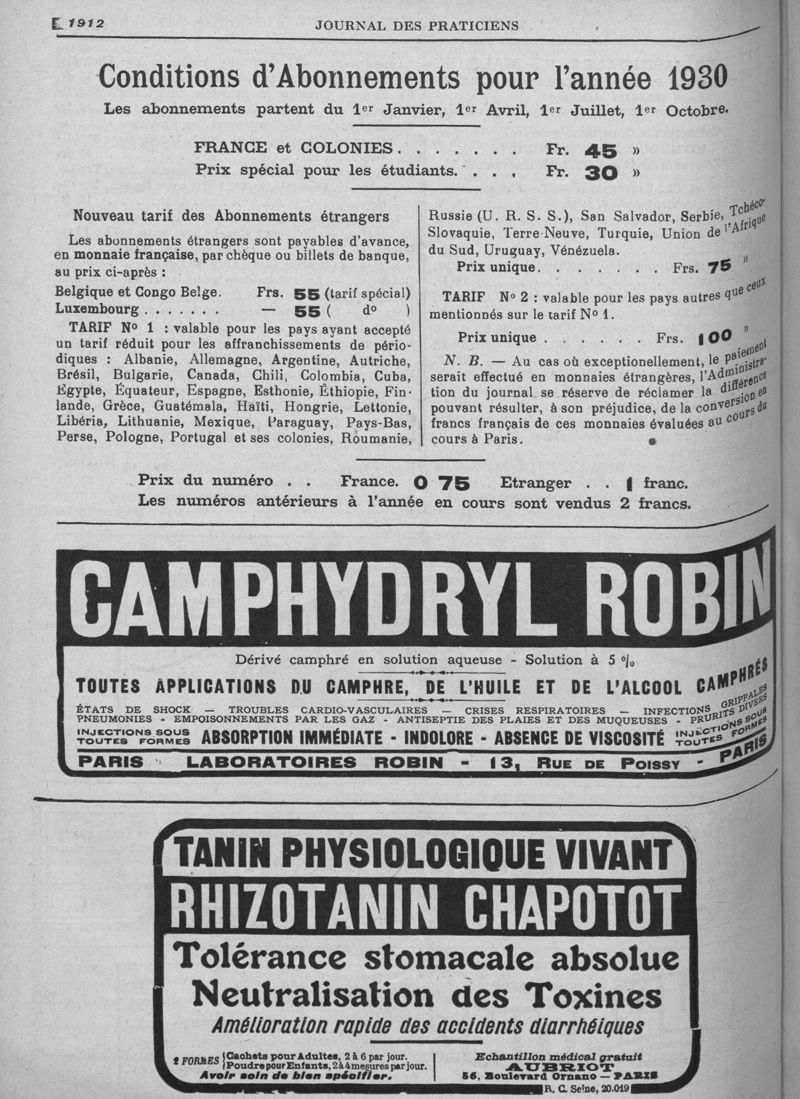 1912
JOURNAL DES PRATICIENS
Conditions d'Abonnements pour l'année 1930
Les abonnements partent du 1er Janvier, 1er Avril, 1er Juillet, 1er Octobre.
FRANCE et COLONIES. . . . . . . . Fr. 45 »
Prix spécial pour les étudiants. . . . Fr. 30 »
Nouveau tarif des Abonnements étrangers
Les abonnements étrangers sont payables d'avance,
en monnaie française, par chèque ou billets de banque,
au prix ci-après :
Belgique et Congo Belge. Frs. 55 (tarif spécial)
Luxembourg . . . . . . . — 55 ( do )
TARIF No 1 : valable pour les pays ayant accepté
un tarif réduit pour les affranchissements de pério-
diques : Albanie, Allemagne, Argentine, Autriche,
Brésil, Bulgarie, Canada, Chili, Colombia, Cuba,
Égypte, Équateur, Espagne, Esthonie, Éthiopie, Fin-
lande, Grèce, Guatémala, Haïti, Hongrie, Lettonie,
Libéria, Lithuanie, Mexique, Paraguay, Pays-Bas,
Perse, Pologne, Portugal et ses colonies, Roumanie,
Russie (U. R. S. S.), San Salvador, Serbie, Tchéco-
Slovaquie, Terre-Neuve, Turquie, Union de l'Afrique
du Sud, Uruguay, Vénézuela.
Prix unique. . . . . . . . Frs. 75 »
TARIF No 2 : valable pour les pays autres que ceux
mentionnés sur le tarif No 1.
Prix unique . . . . . . Frs. 100 »
N. B. — Au cas où exceptionellement, le paiement
serait effectué en monnaies étrangères, l'Administra-
tion du journal se réserve de réclamer la différence
pouvant résulter, à son préjudice, de la conversion en
francs français de ces monnaies évaluées au cours du
cours à Paris.
Prix du numéro . . France. 0 75 Etranger . . 1 franc.
Les numéros antérieurs à l'année en cours sont vendus 2 francs.
CAMPHYDRYL ROBIN
Dérivé camphré en solution aqueuse - Solution à 5 %
TOUTES APPLICATIONS DU CAMPHRE, DE L'HUILE ET DE L'ALCOOL CAMPHRÉS
ÉTATS DE SHOCK — TROUBLES CARDIO-VASCULAIRES — CRISES RESPIRATOIRES — INFECTIONS GRIPPALES
PNEUMONIES - EMPOISONNEMENTS PAR LES GAZ - ANTISEPTIE DES PLAIES ET DES MUQUEUSES - PRURITS DIVERS
INJECTIONS SOUS TOUTES FORMES ABSORPTION IMMÉDIATE - INDOLORE - ABSENCE DE VISCOSITÉ INJECTIONS SOUS TOUTES FORMES
PARIS LABORATOIRES ROBIN - 13, RUE DE POISSY - PARIS
TANIN PHYSIOLOGIQUE VIVANT
RHIZOTANIN CHAPOTOT
Tolérance stomacale absolue
Neutralisation des Toxines
Amélioration rapide des accidents diarrhéiques
2 FORMES { Cachets pour Adultes, 2 à 6 par jour.
Poudre pour Enfants, 2 à 4 mesures par jour.
Avoir soin de bien spécifier.
Echantillon médical gratuit
AUBRIOT
56, Boulevard Ornano — PARIS
R. C. Seine, 20.019